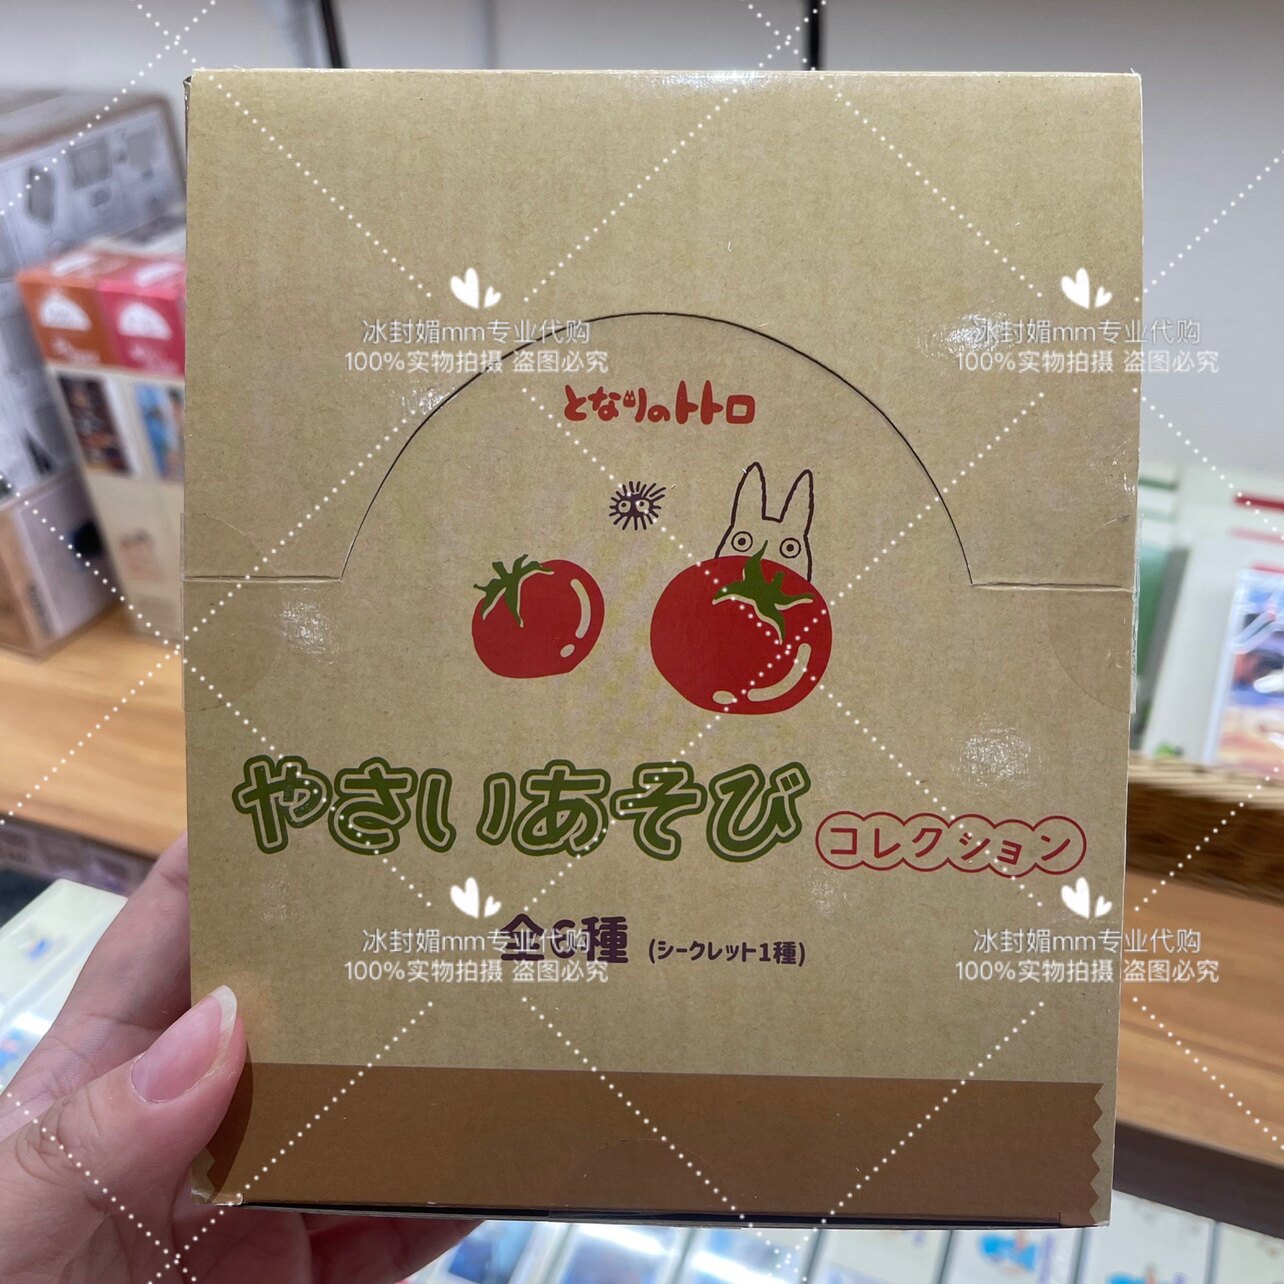 冰封媚mm专业代购
100%实物拍摄 盗图必究
冰封媚mm专业代购
100%实物拍摄 盗图必究
となりのトトロ
やさいあそび
コレクション
全6種 (シークレット1種)
冰封媚mm专业代购
100%实物拍摄 盗图必究
冰封媚mm专业代购
100%实物拍摄 盗图必究